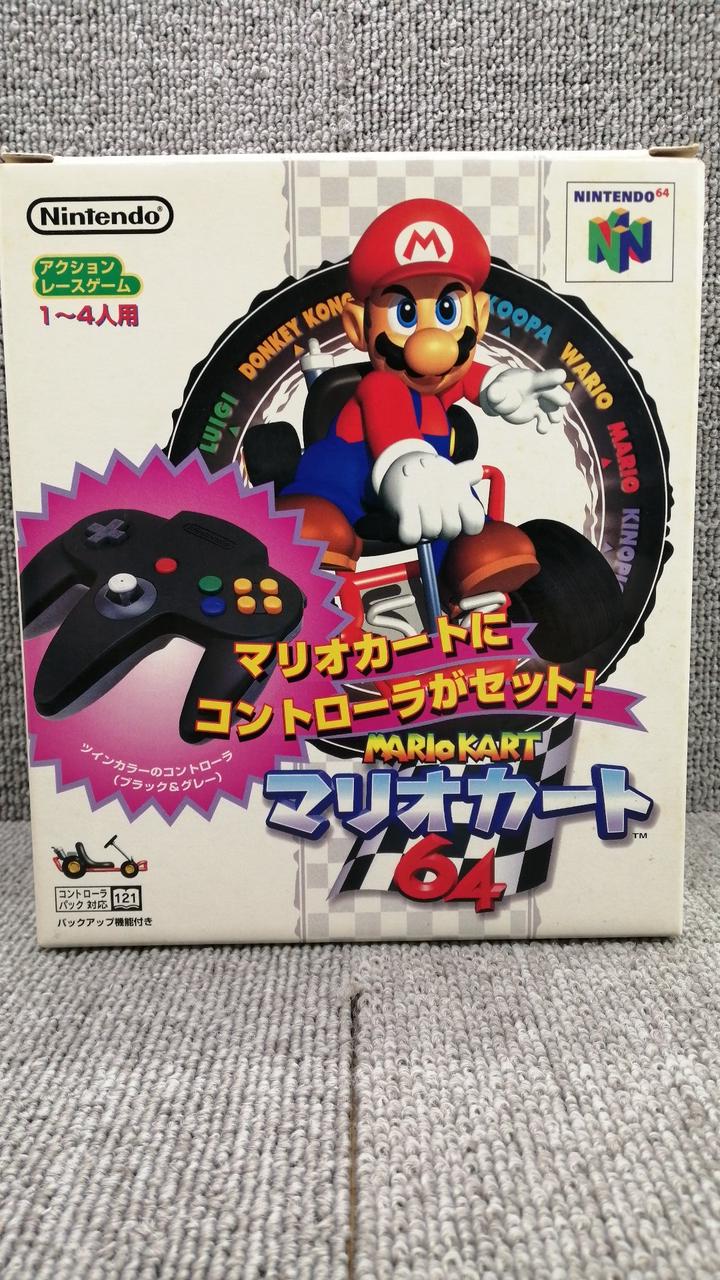 Nintendo®
アクション
レースゲーム
1〜4人用
NINTENDO64
LUIGI
DONKEY KONG
KOOPA
WARIO
MARIO
M
Nintendo
マリオカートに
コントローラがセット!
ツインカラーのコントローラ
(ブラック&グレー)
MARIO KART
マリオカート™
64
コントローラ
パック 対応 121
バックアップ機能付き